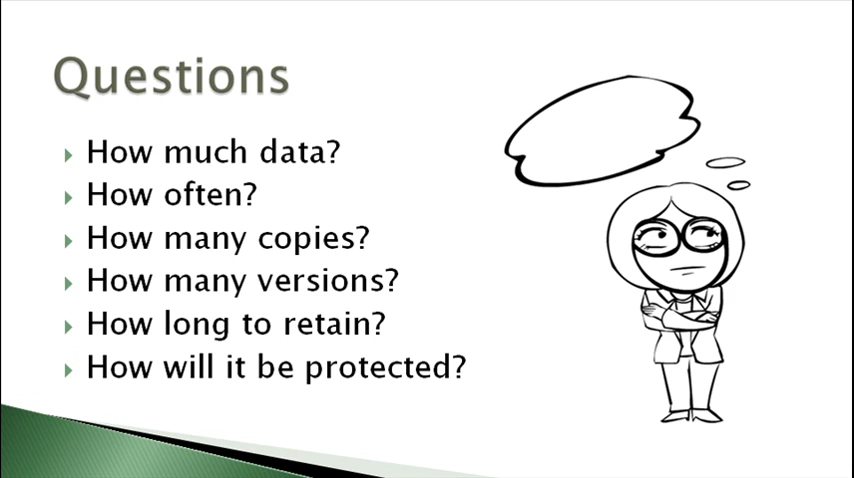 Questions
How much data?
How often?
How many copies?
How many versions?
How long to retain?
How will it be protected?